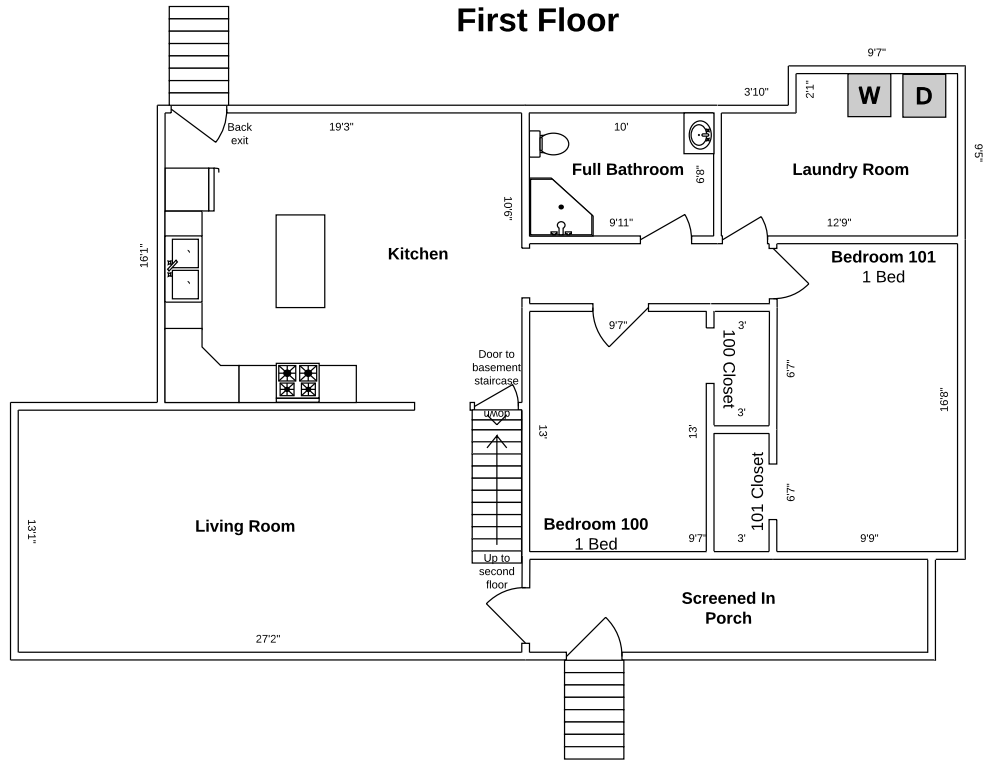 First Floor
9'7"
3'10"
2'1"
W
D
Back
exit
19'3"
10'
9'5"
Full Bathroom
8'9"
Laundry Room
10'6"
9'11"
12'9"
16'1"
Kitchen
Bedroom 101
1 Bed
9'7"
3'
100 Closet
6'7"
Door to
basement
staircase
down
3'
16'8"
13'
13'
101 Closet
6'7"
Living Room
13'1"
Bedroom 100
1 Bed
9'7"
3'
9'9"
Up to
second
floor
Screened In
Porch
27'2"